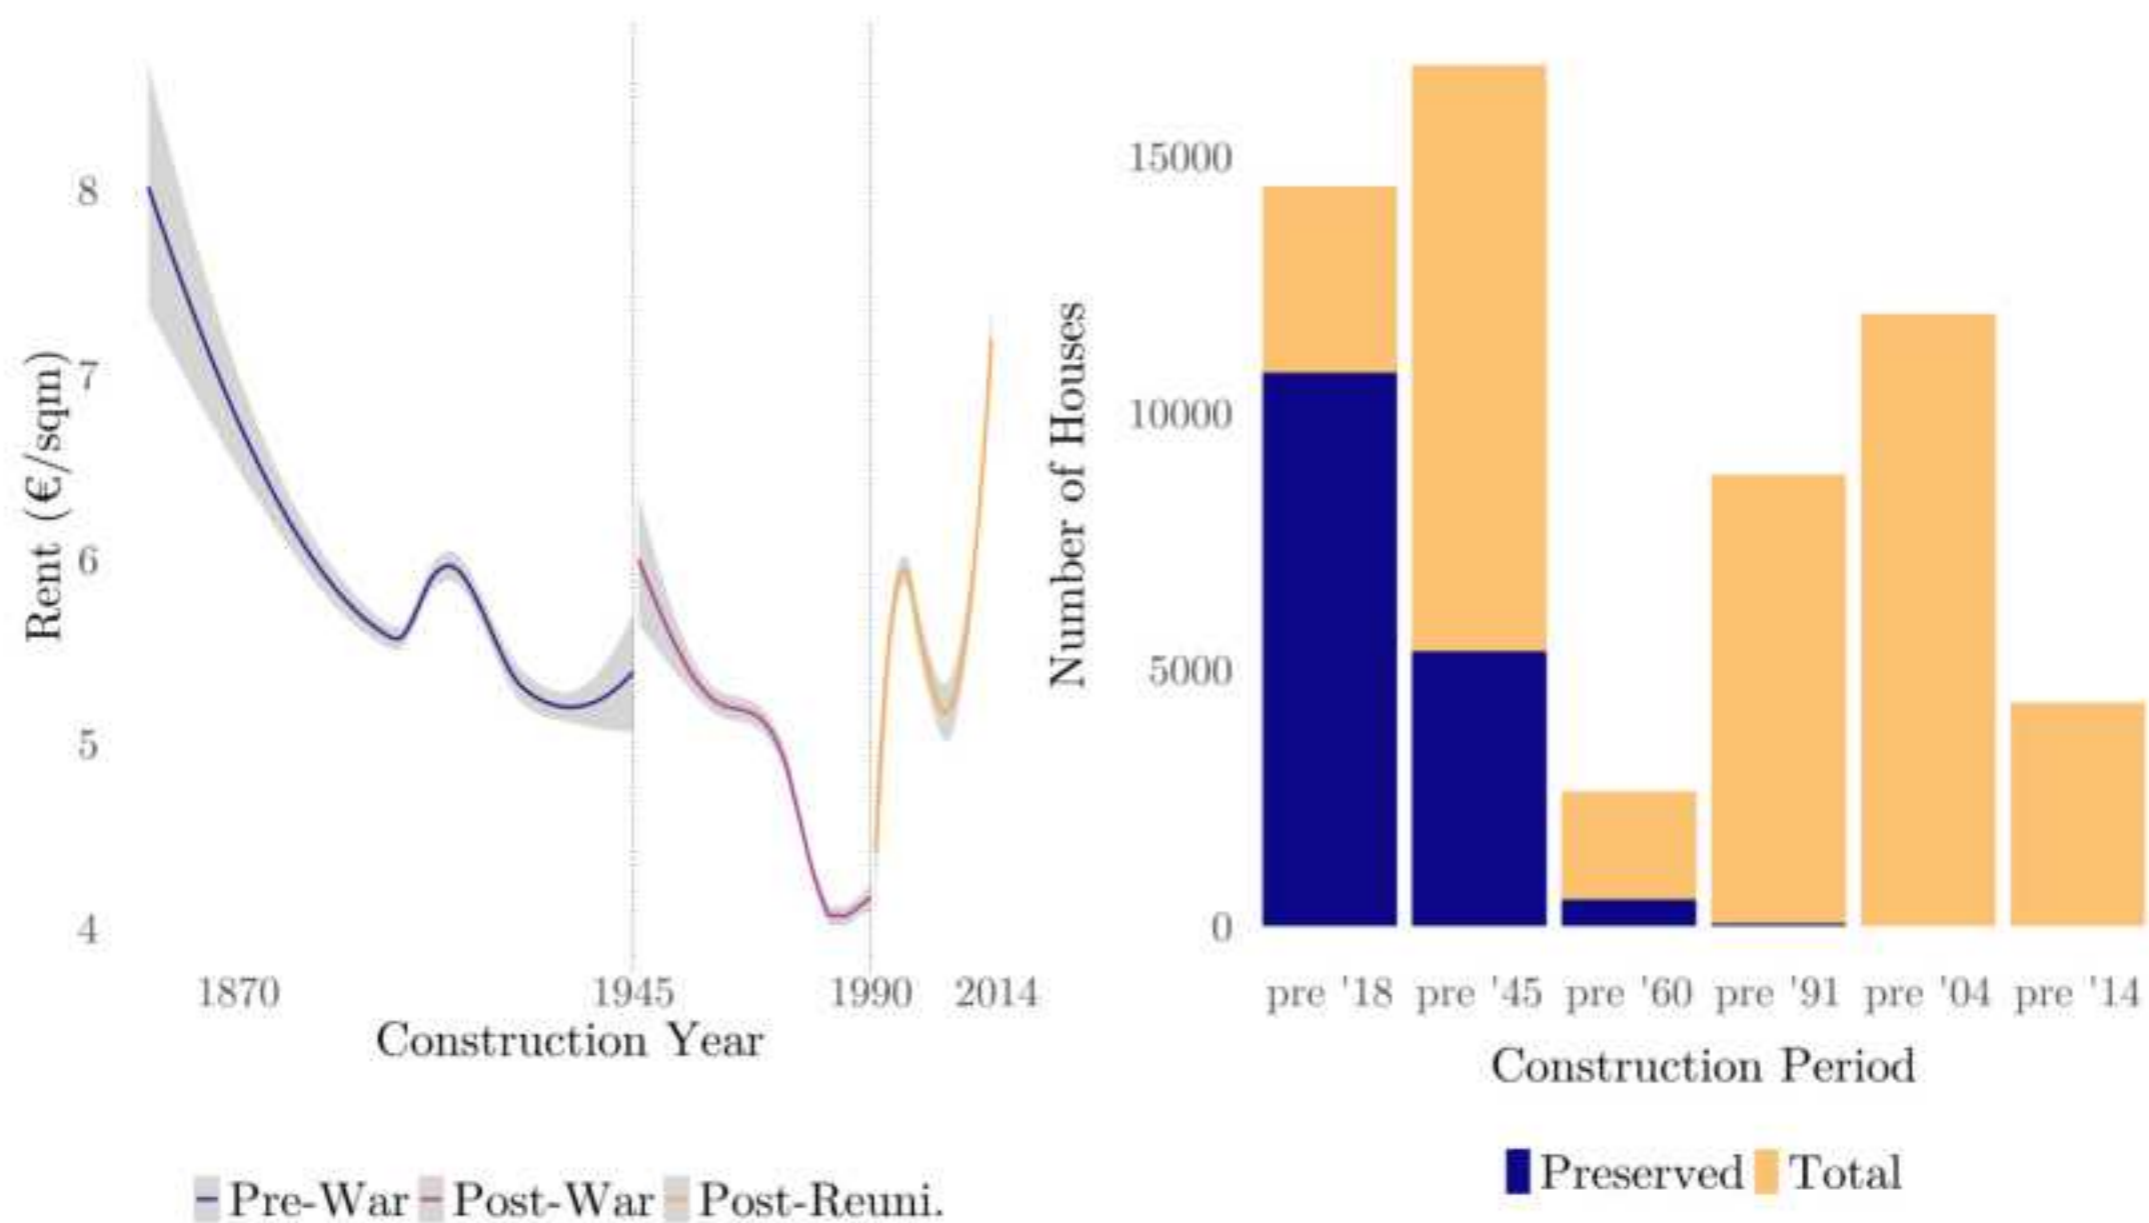 8
7
6
5
4
Rent (€/sqm)
1870 1945 1990 2014
Construction Year
Pre-War Post-War Post-Reuni.
15000
10000
5000
0
Number of Houses
pre '18 pre '45 pre '60 pre '91 pre '04 pre '14
Construction Period
Preserved Total